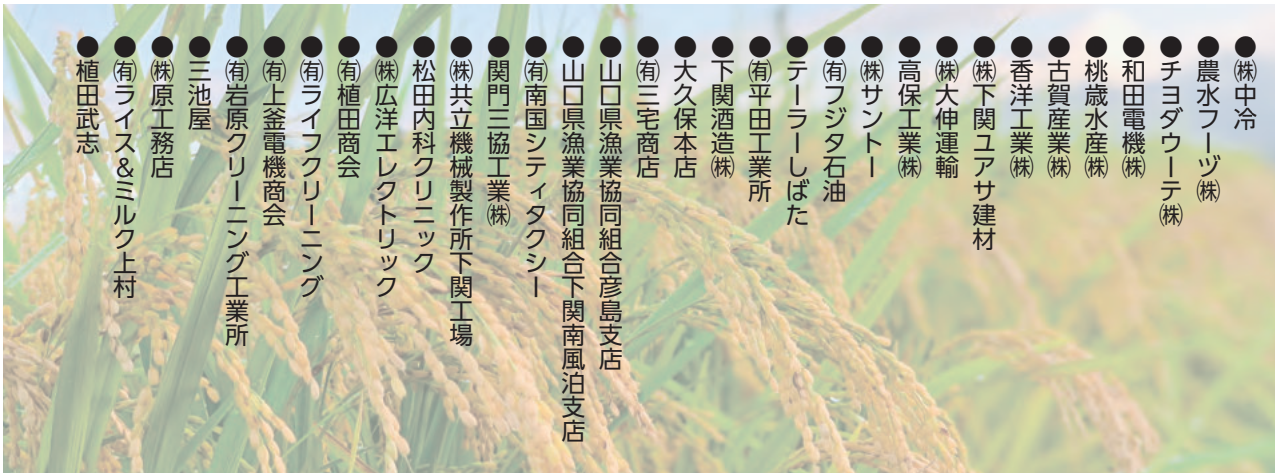 ●㈱中冷
●農水フーヅ㈱
●チヨダウーテ㈱
●和田電機㈱
●桃歳水産㈱
●古賀産業㈱
●香洋工業㈱
●㈱下関ユアサ建材
●㈱大伸運輸
●高保工業㈱
●㈱サントー
●㈲フジタ石油
●テーラーしばた
●㈲平田工業所
●下関酒造㈱
●大久保本店
●㈲三宅商店
●山口県漁業協同組合彦島支店
●山口県漁業協同組合下関南風泊支店
●㈲南国シティタクシー
●関門三協工業㈱
●㈱共立機械製作所下関工場
●松田内科クリニック
●㈱広洋エレクトリック
●㈲植田商会
●㈲ライフクリーニング
●㈲上釜電機商会
●㈲岩原クリーニング工業所
●三池屋
●㈱原工務店
●㈲ライス＆ミルク上村
●植田武志